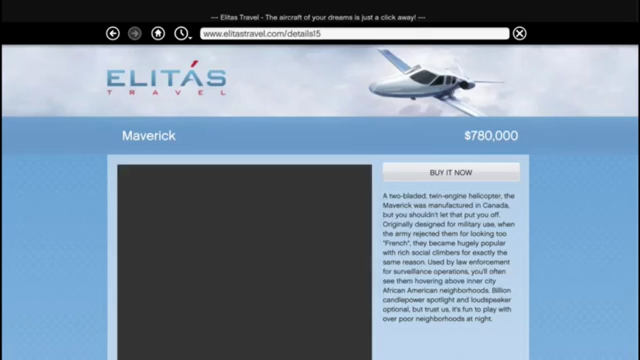 --- Elitas Travel - The aircraft of your dreams is just a click away! ---
www.elitastravel.com/details15
ELITÁS
TRAVEL
Maverick
$780,000
BUY IT NOW
A two-bladed, twin-engine helicopter, the
Maverick was manufactured in Canada,
but you shouldn't let that put you off.
Originally designed for military use, when
the army rejected them for looking too
"French", they became hugely popular
with rich social climbers for exactly the
same reason. Used by law enforcement
for surveillance operations, you'll often
see them hovering above inner city
African American neighborhoods. Billion
candlepower spotlight and loudspeaker
optional, but trust us, it's fun to play with
over poor neighborhoods at night.